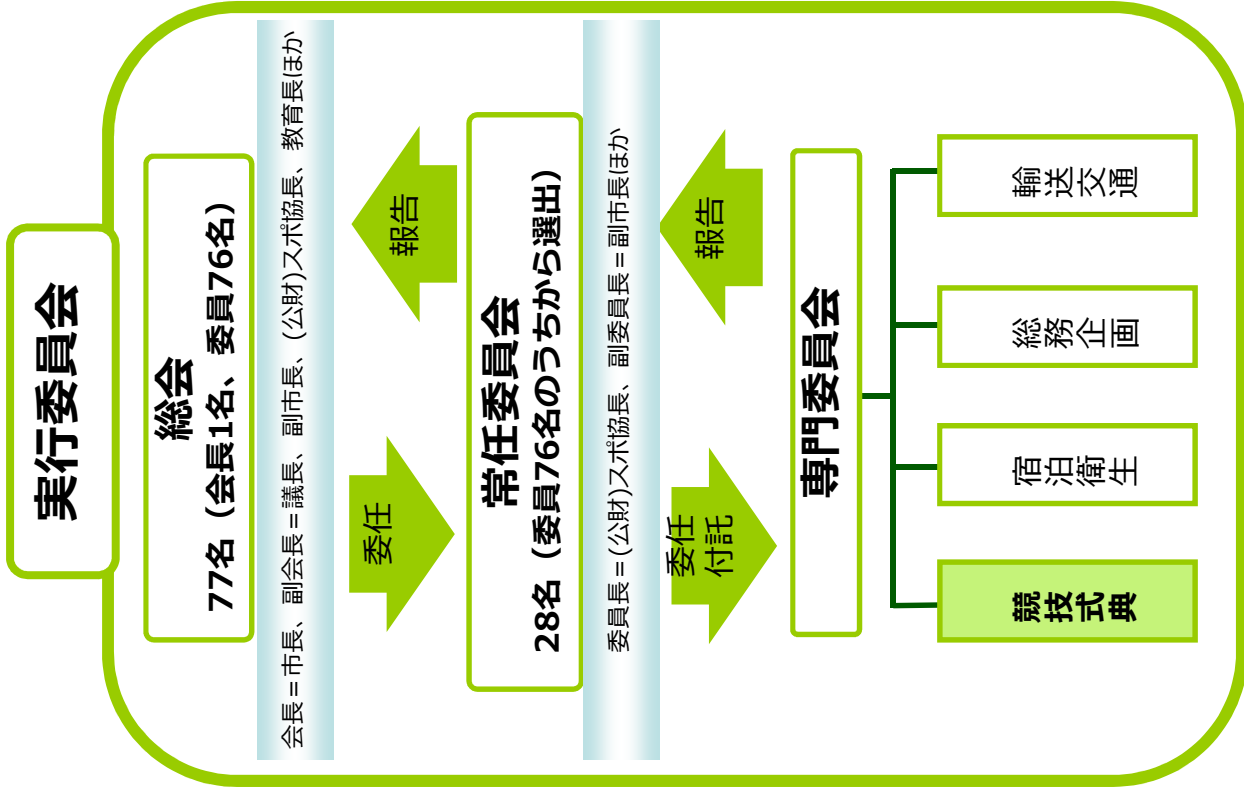 実行委員会
総会
77名（会長1名、委員76名）
会長＝市長、副会長＝議長、副市長、(公財)スポ協長、教育長ほか
委任
報告
常任委員会
28名（委員76名のうちから選出）
委員長＝(公財)スポ協長、副委員長＝副市長ほか
委任
付託
報告
専門委員会
競技
式典
宿泊
衛生
総務
企画
輸送
交通